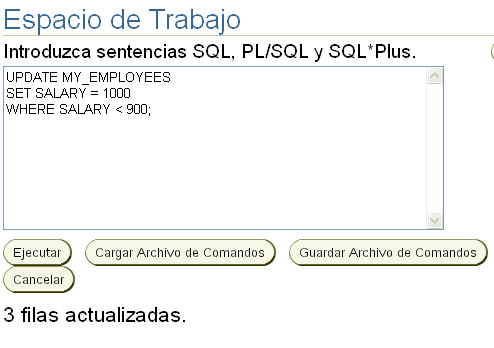 Espacio de Trabajo
Introduzca sentencias SQL, PL/SQL y SQL*Plus.
UPDATE MY_EMPLOYEES
SET SALARY = 1000
WHERE SALARY < 900;
Ejecutar
Cargar Archivo de Comandos
Guardar Archivo de Comandos
Cancelar
3 filas actualizadas.